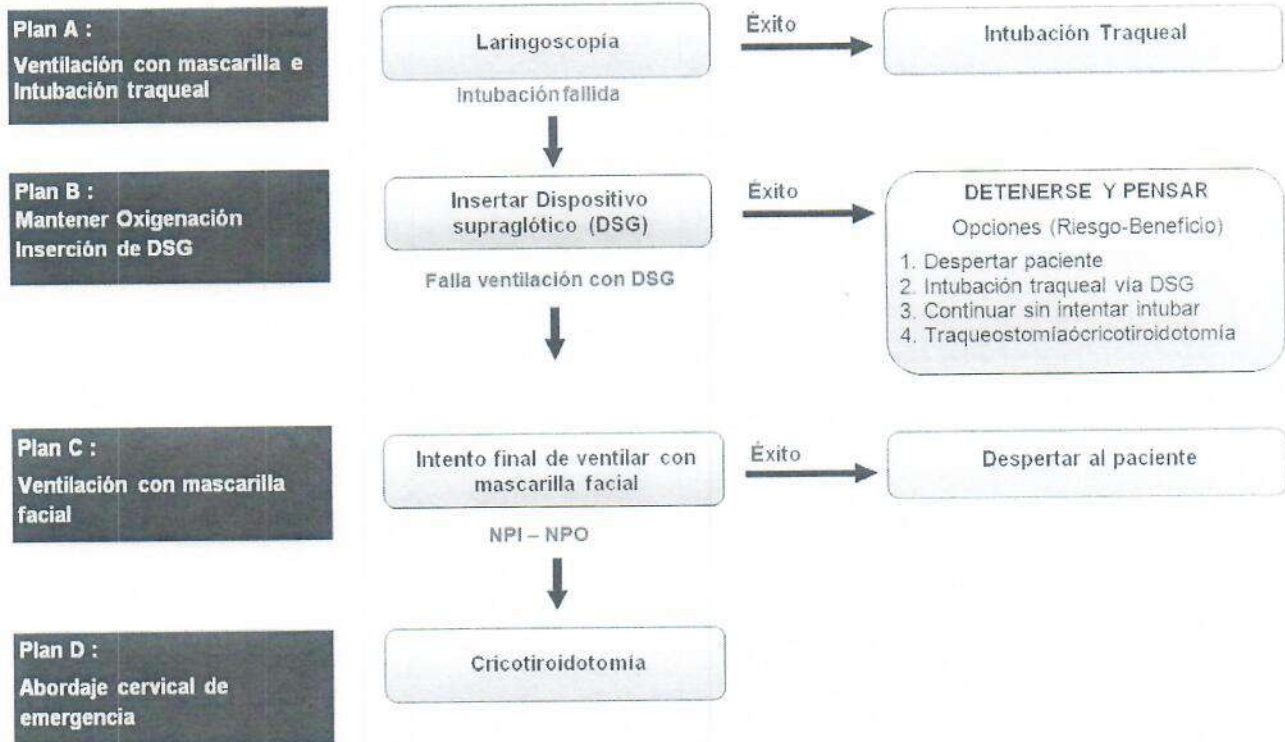 Plan A :
Ventilación con mascarilla e
Intubación traqueal
Laringoscopía
Éxito
Intubación Traqueal
Intubación fallida
Plan B :
Mantener Oxigenación
Inserción de DSG
Insertar Dispositivo
supraglótico (DSG)
Éxito
DETENERSE Y PENSAR
Opciones (Riesgo-Beneficio)
1. Despertar paciente
2. Intubación traqueal vía DSG
3. Continuar sin intentar intubar
4. Traqueostomíaócricotiroidotomía
Falla ventilación con DSG
Plan C :
Ventilación con mascarilla
facial
Intento final de ventilar con
mascarilla facial
Éxito
Despertar al paciente
NPI – NPO
Plan D :
Abordaje cervical de
emergencia
Cricotiroidotomía